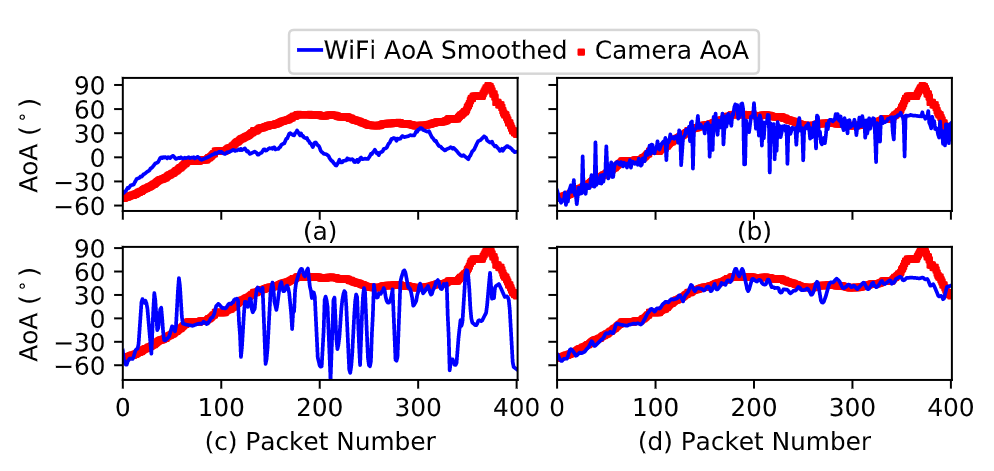 WiFi AoA Smoothed Camera AoA
AoA (°)
90
60
30
0
−30
−60
(a)
(b)
AoA (°)
90
60
30
0
−30
−60
0 100 200 300 400
0 100 200 300 400
(c) Packet Number
(d) Packet Number